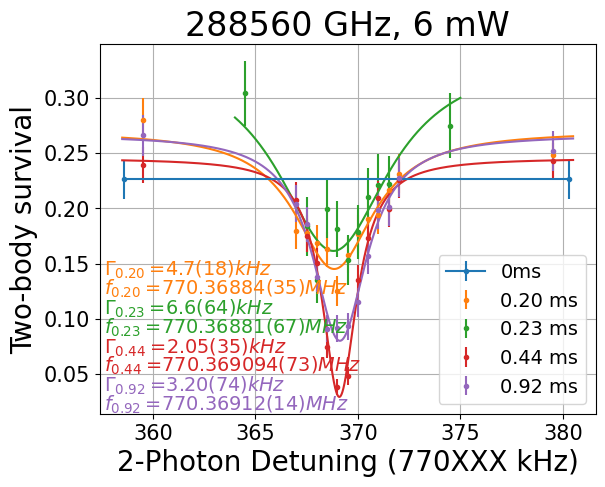 288560 GHz, 6 mW
Two-body survival
0.30
0.25
0.20
0.15
0.10
0.05
Γ0.20 =4.7(18)kHz
f0.20 =770.36884(35)MHz
Γ0.23 =6.6(64)kHz
f0.23 =770.36881(67)MHz
Γ0.44 =2.05(35)kHz
f0.44 =770.369094(73)MHz
Γ0.92 =3.20(74)kHz
f0.92 =770.36912(14)MHz
0ms
0.20 ms
0.23 ms
0.44 ms
0.92 ms
360 365 370 375 380
2-Photon Detuning (770XXX kHz)